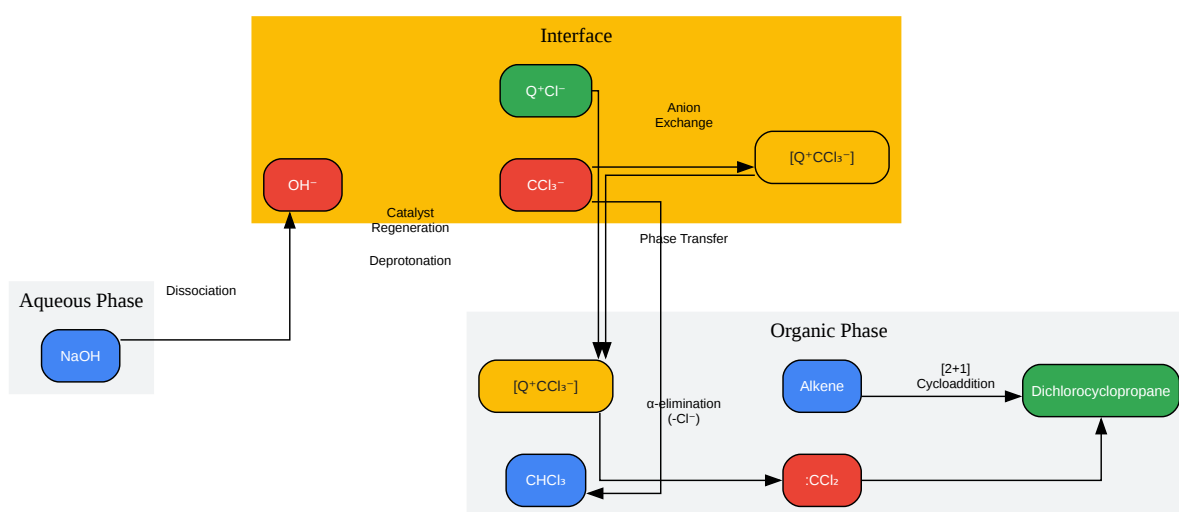 Interface
Q⁺Cl⁻
Anion
Exchange
[Q⁺CCl₃⁻]
OH⁻
CCl₃⁻
Catalyst
Regeneration
Phase Transfer
Deprotonation
Aqueous Phase
Dissociation
NaOH
Organic Phase
[Q⁺CCl₃⁻]
Alkene
[2+1]
Cycloaddition
Dichlorocyclopropane
α-elimination
(-Cl⁻)
CHCl₃
:CCl₂